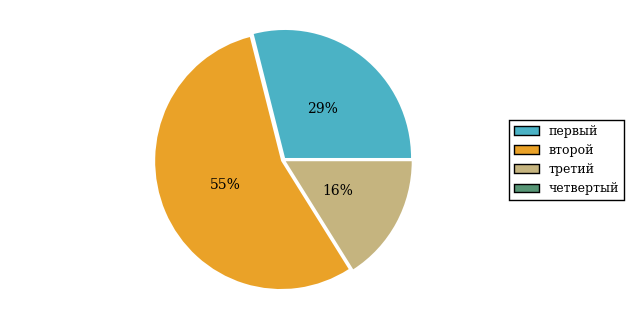 29%
55%
16%
первый
второй
третий
четвертый